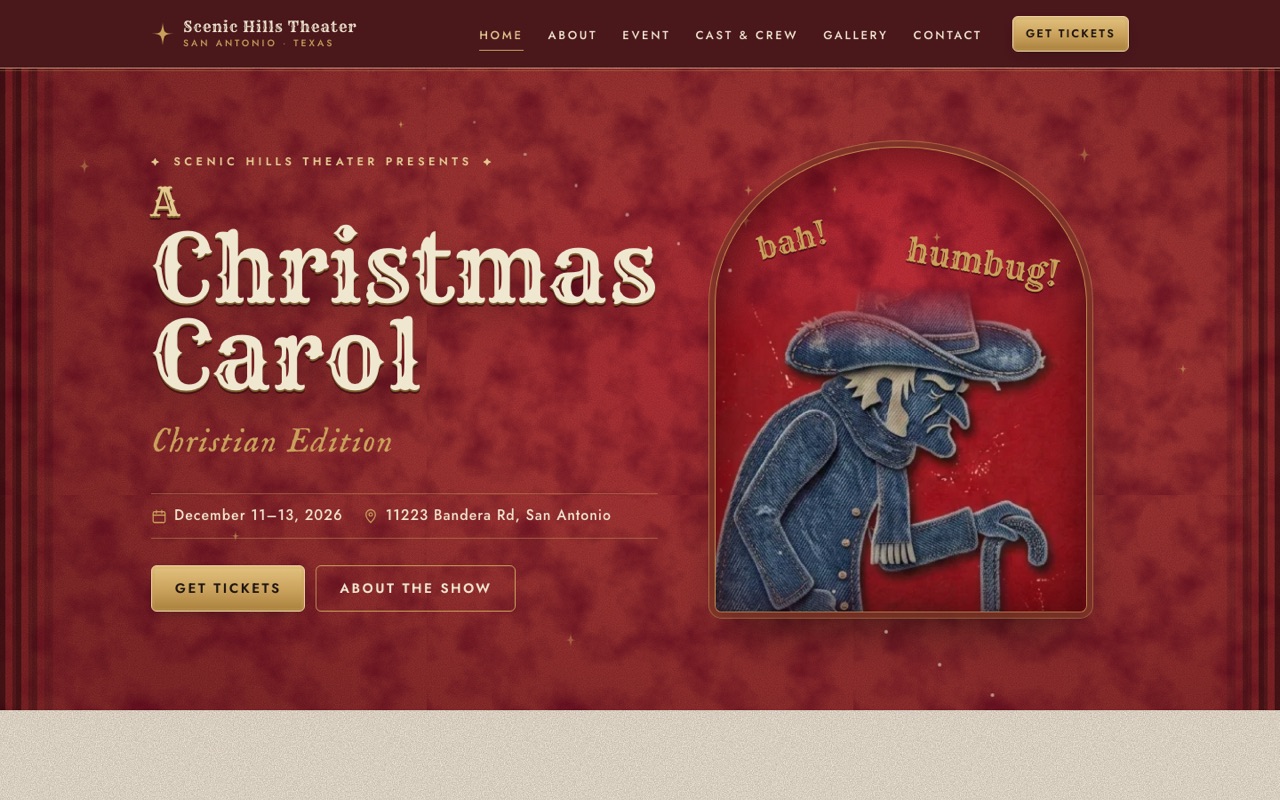 Scenic Hills Theater
SAN ANTONIO · TEXAS
HOME ABOUT EVENT CAST & CREW GALLERY CONTACT GET TICKETS
SCENIC HILLS THEATER PRESENTS
A
Christmas
Carol
Christian Edition
December 11–13, 2026 11223 Bandera Rd, San Antonio
GET TICKETS ABOUT THE SHOW
bah!
humbug!